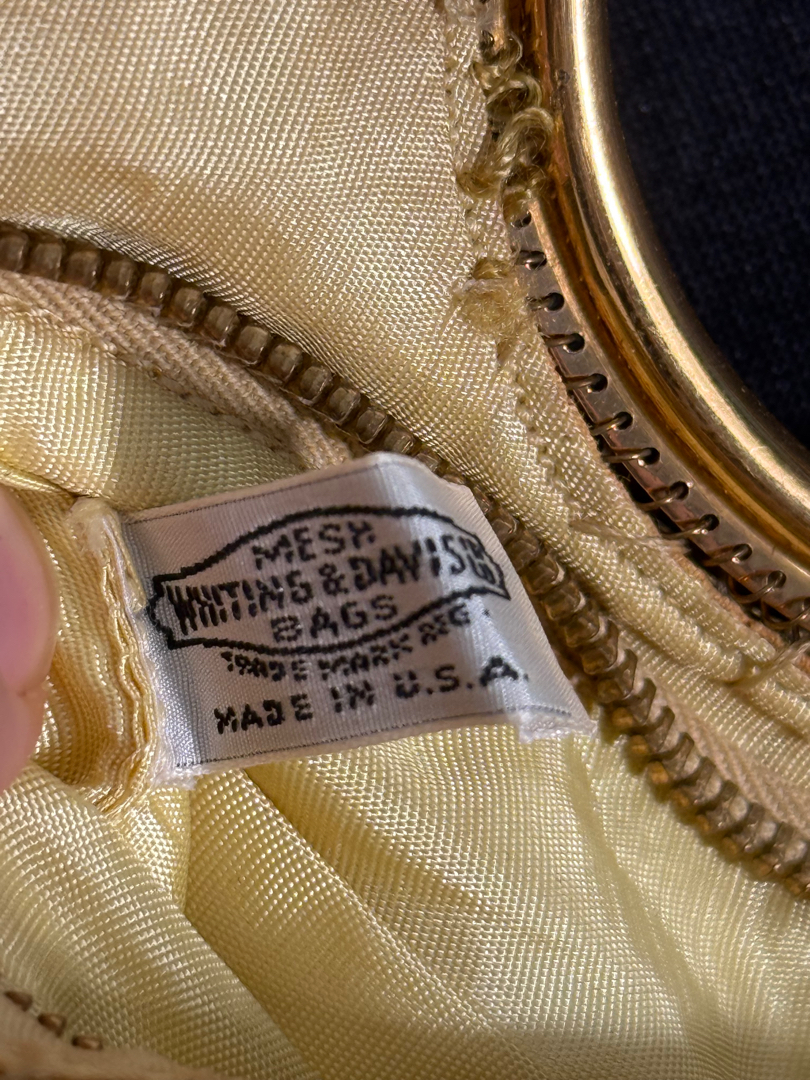 MESH
WHITING & DAVIS CO
BAGS
TRADE MARK REG.
MADE IN U.S.A.